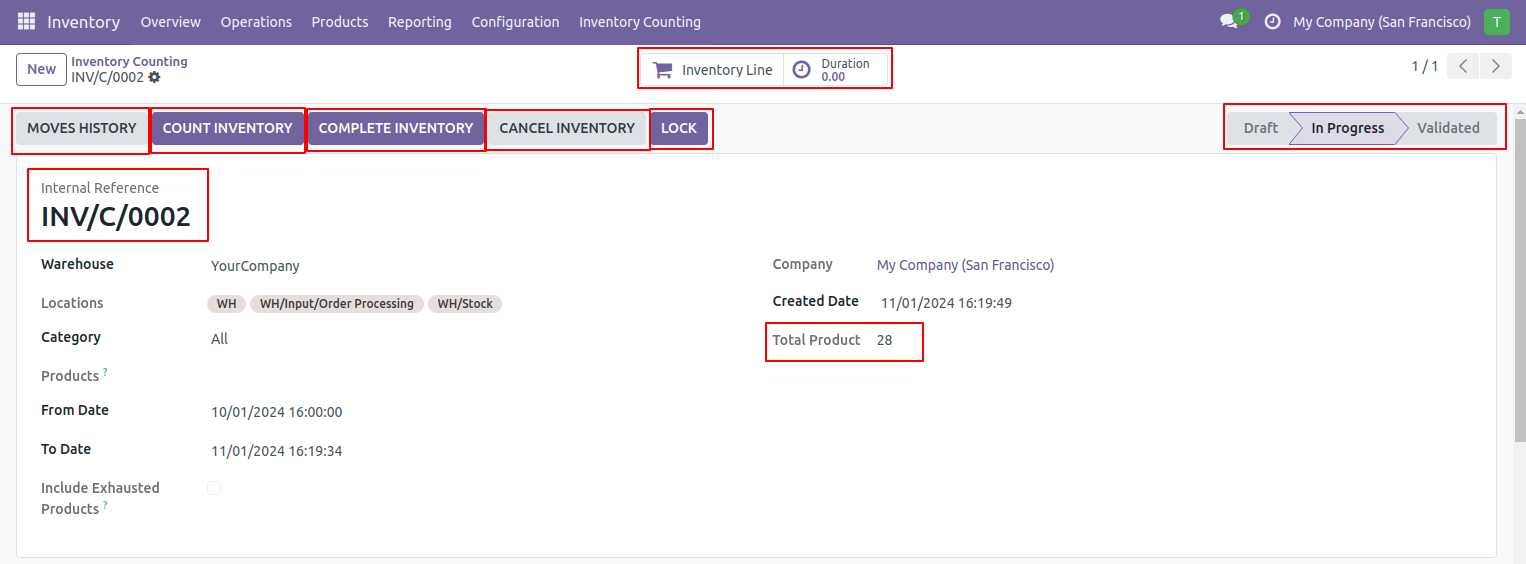 Inventory Overview Operations Products Reporting Configuration Inventory Counting 1 My Company (San Francisco) T
New Inventory Counting
INV/C/0002
Inventory Line Duration
0.00
1 / 1
MOVES HISTORY COUNT INVENTORY COMPLETE INVENTORY CANCEL INVENTORY LOCK Draft In Progress Validated
Internal Reference
INV/C/0002
Warehouse YourCompany
Locations WH WH/Input/Order Processing WH/Stock
Category All
Products ?
From Date 10/01/2024 16:00:00
To Date 11/01/2024 16:19:34
Include Exhausted
Products ?
Company My Company (San Francisco)
Created Date 11/01/2024 16:19:49
Total Product 28